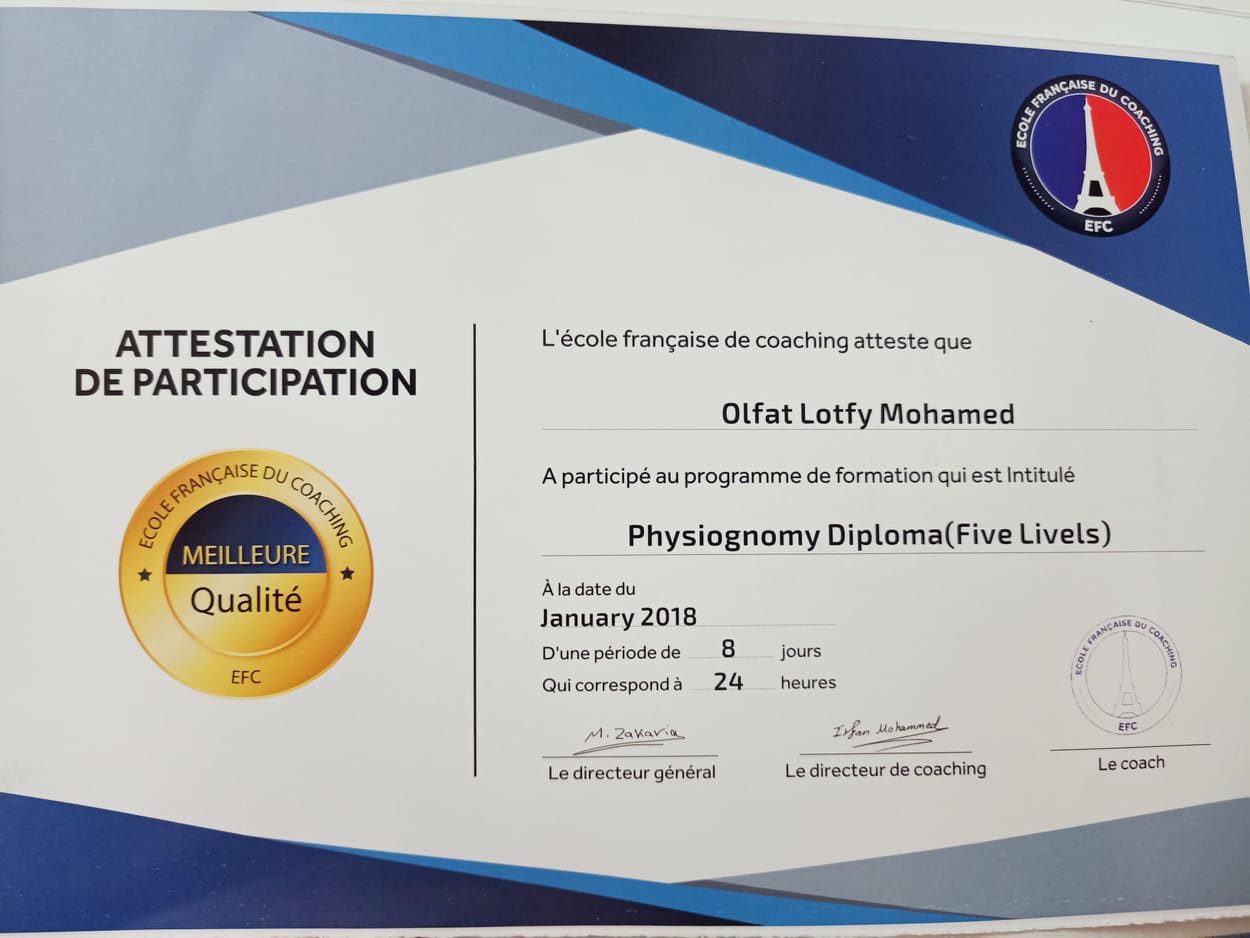 ECOLE FRANÇAISE DU COACHING
EFC
ATTESTATION
DE PARTICIPATION
ECOLE FRANÇAISE DU COACHING
MEILLEURE
Qualité
EFC
L'école française de coaching atteste que
Olfat Lotfy Mohamed
A participé au programme de formation qui est Intitulé
Physiognomy Diploma(Five Livels)
À la date du
January 2018
D'une période de 8 jours
Qui correspond à 24 heures
M. Zakaria
Le directeur général
Irfan Mohammed
Le directeur de coaching
ECOLE FRANÇAISE DU COACHING
EFC
Le coach